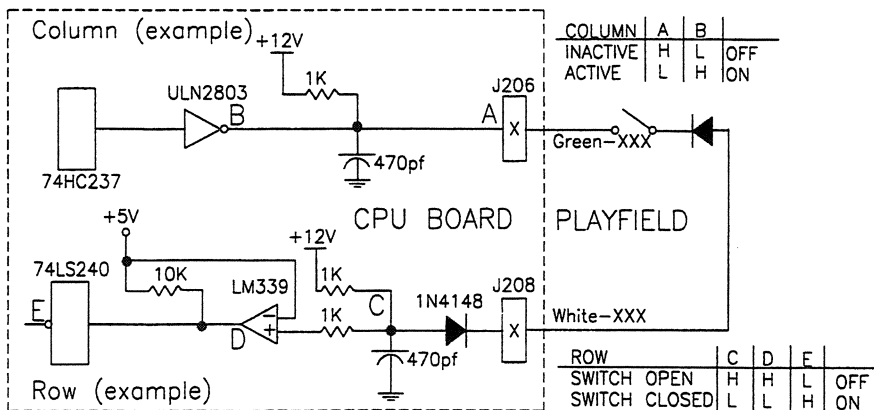 Column (example)
+12V
1K
ULN2803
B
A
J206
X
470pf
74HC237
Green-XXX
COLUMN A B
INACTIVE H L OFF
ACTIVE L H ON
CPU BOARD PLAYFIELD
+5V
+12V
74LS240
10K
LM339
1K
C
1N4148
J208
E
D
1K
X
White-XXX
470pf
Row (example)
ROW C D E
SWITCH OPEN H H L OFF
SWITCH CLOSED L L H ON